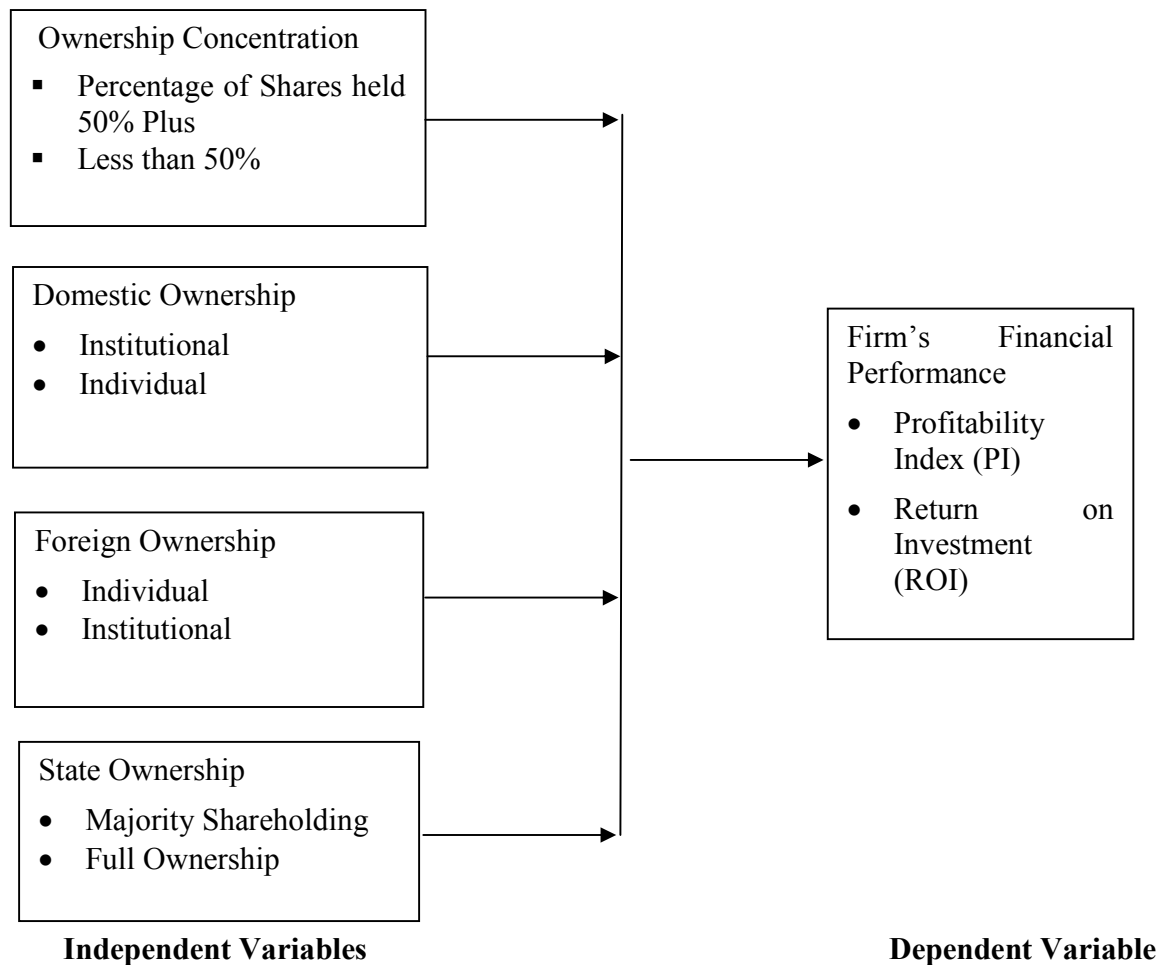 Ownership Concentration
▪ Percentage of Shares held
50% Plus
▪ Less than 50%
Domestic Ownership
• Institutional
• Individual
Foreign Ownership
• Individual
• Institutional
State Ownership
• Majority Shareholding
• Full Ownership
Independent Variables
Firm’s Financial
Performance
• Profitability
Index (PI)
• Return on
Investment
(ROI)
Dependent Variable